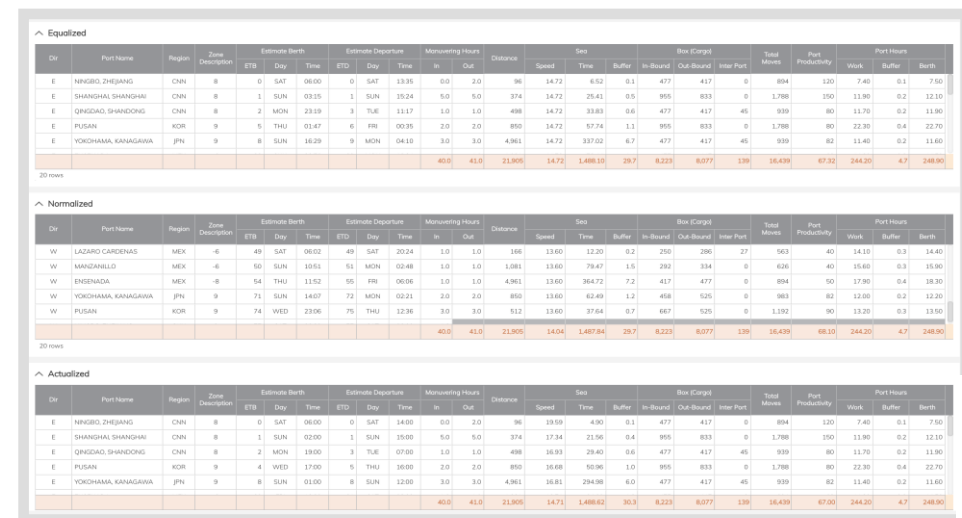 Equalized
Dir Port Name Region Zone Description Estimate Berth Estimate Departure Manuvering Hours Distance Sea Box (Cargo) Total Moves Port Productivity Port Hours
ETB Day Time ETD Day Time In Out Speed Time Buffer In-Bound Out-Bound Inter Port Work Buffer Berth
E NINGBO, ZHEJIANG CNN 8 0 SAT 06:00 0 SAT 13:35 0.0 2.0 96 14.72 6.52 0.1 477 417 0 894 120 7.40 0.1 7.50
E SHANGHAI, SHANGHAI CNN 8 1 SUN 03:15 1 SUN 15:24 5.0 5.0 374 14.72 25.41 0.5 955 833 0 1,788 150 11.90 0.2 12.10
E QINGDAO, SHANDONG CNN 8 2 MON 23:19 3 TUE 11:17 1.0 1.0 498 14.72 33.83 0.6 477 417 45 939 80 11.70 0.2 11.90
E PUSAN KOR 9 5 THU 01:47 6 FRI 00:35 2.0 2.0 850 14.72 57.74 1.1 955 833 0 1,788 80 22.30 0.4 22.70
E YOKOHAMA, KANAGAWA JPN 9 8 SUN 16:29 9 MON 04:10 3.0 3.0 4,961 14.72 337.02 6.7 477 417 45 939 82 11.40 0.2 11.60
40.0 41.0 21,905 14.72 1,488.10 29.7 8,223 8,077 139 16,439 67.32 244.20 4.7 248.90
20 rows
Normalized
Dir Port Name Region Zone Description Estimate Berth Estimate Departure Manuvering Hours Distance Sea Box (Cargo) Total Moves Port Productivity Port Hours
ETB Day Time ETD Day Time In Out Speed Time Buffer In-Bound Out-Bound Inter Port Work Buffer Berth
W LAZARO CARDENAS MEX -6 49 SAT 06:02 49 SAT 20:24 1.0 1.0 166 13.60 12.20 0.2 250 286 27 563 40 14.10 0.3 14.40
W MANZANILLO MEX -6 50 SUN 10:51 51 MON 02:48 1.0 1.0 1,081 13.60 79.47 1.5 292 334 0 626 40 15.60 0.3 15.90
W ENSENADA MEX -8 54 THU 11:52 55 FRI 06:06 1.0 1.0 4,961 13.60 364.72 7.2 417 477 0 894 50 17.90 0.4 18.30
W YOKOHAMA, KANAGAWA JPN 9 71 SUN 14:07 72 MON 02:21 2.0 2.0 850 13.60 62.49 1.2 458 525 0 983 82 12.00 0.2 12.20
W PUSAN KOR 9 74 WED 23:06 75 THU 12:36 3.0 3.0 512 13.60 37.64 0.7 667 525 0 1,192 90 13.20 0.3 13.50
40.0 41.0 21,905 14.04 1,487.84 29.7 8,223 8,077 139 16,439 68.10 244.20 4.7 248.90
20 rows
Actualized
Dir Port Name Region Zone Description Estimate Berth Estimate Departure Manuvering Hours Distance Sea Box (Cargo) Total Moves Port Productivity Port Hours
ETB Day Time ETD Day Time In Out Speed Time Buffer In-Bound Out-Bound Inter Port Work Buffer Berth
E NINGBO, ZHEJIANG CNN 8 0 SAT 06:00 0 SAT 14:00 0.0 2.0 96 19.59 4.90 0.1 477 417 0 894 120 7.40 0.1 7.50
E SHANGHAI, SHANGHAI CNN 8 1 SUN 02:00 1 SUN 15:00 5.0 5.0 374 17.34 21.56 0.4 955 833 0 1,788 150 11.90 0.2 12.10
E QINGDAO, SHANDONG CNN 8 2 MON 19:00 3 TUE 07:00 1.0 1.0 498 16.93 29.40 0.6 477 417 45 939 80 11.70 0.2 11.90
E PUSAN KOR 9 4 WED 17:00 5 THU 16:00 2.0 2.0 850 16.68 50.96 1.0 955 833 0 1,788 80 22.30 0.4 22.70
E YOKOHAMA, KANAGAWA JPN 9 8 SUN 01:00 8 SUN 12:00 3.0 3.0 4,961 16.81 294.98 6.0 477 417 45 939 82 11.40 0.2 11.60
40.0 41.0 21,905 14.71 1,488.62 30.3 8,223 8,077 139 16,439 67.00 244.20 4.7 248.90